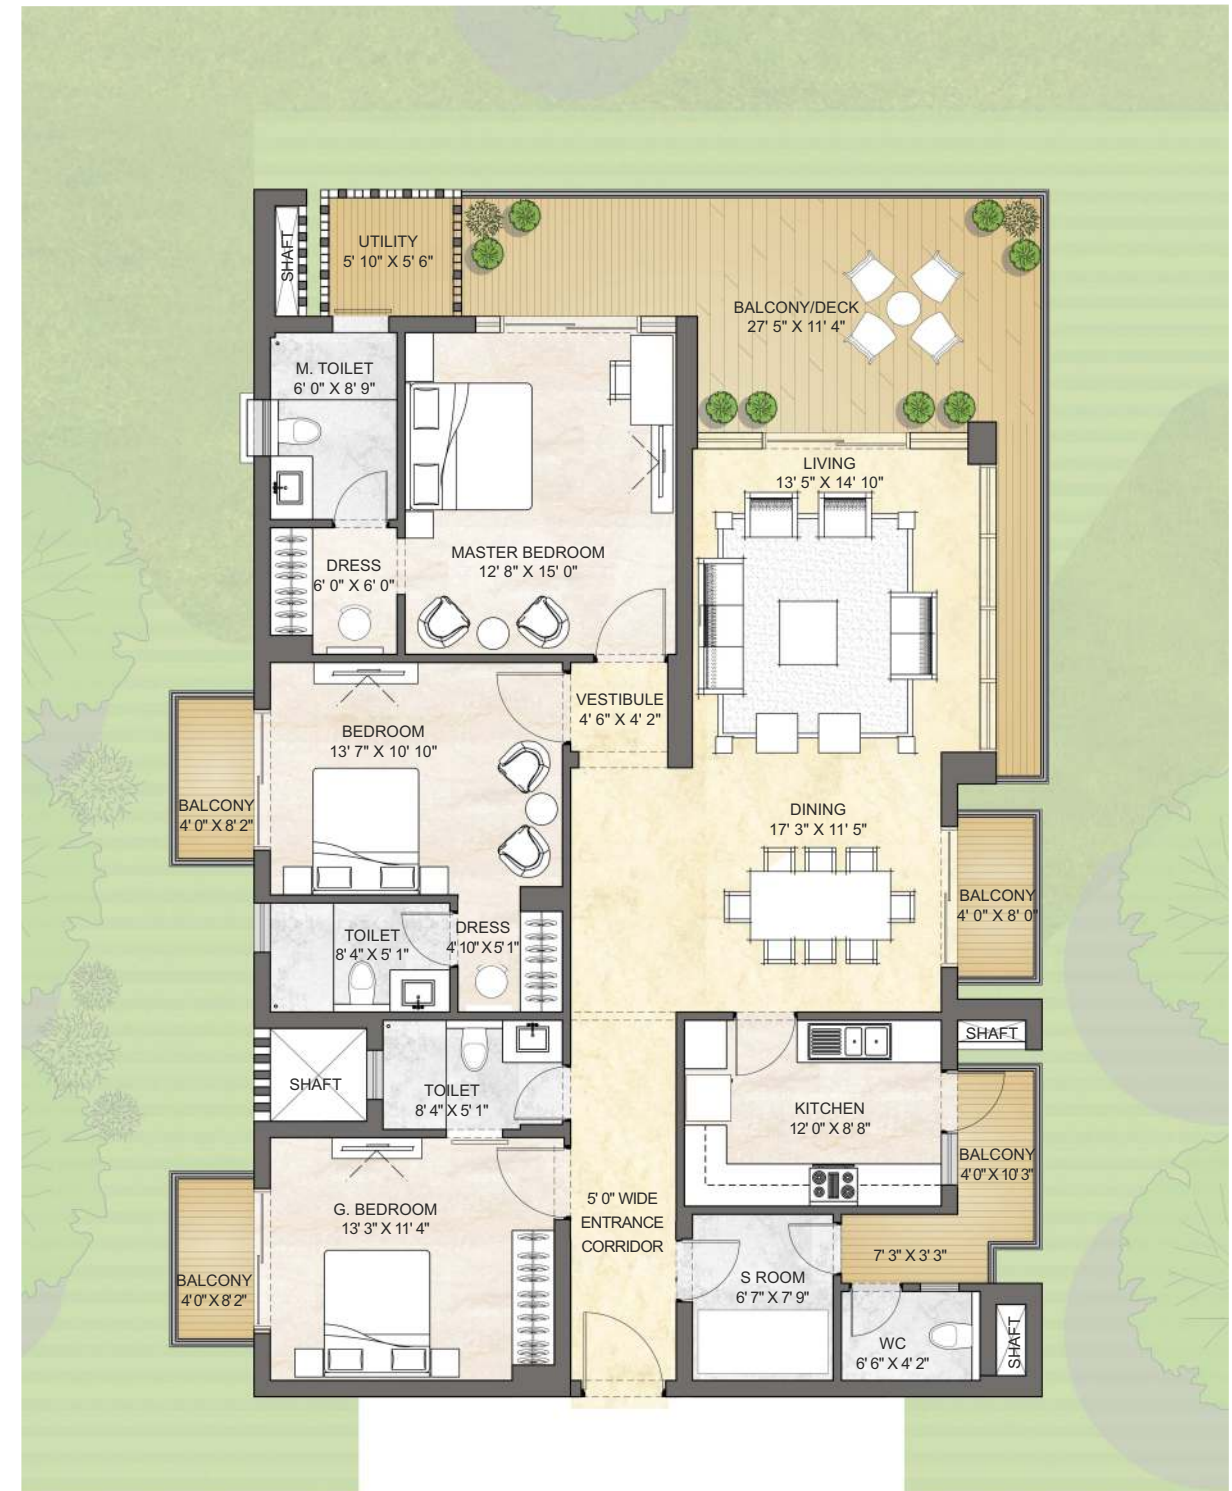 SHAFT
UTILITY
5' 10" X 5' 6"
BALCONY/DECK
27' 5" X 11' 4"
M. TOILET
6' 0" X 8' 9"
LIVING
13' 5" X 14' 10"
MASTER BEDROOM
12' 8" X 15' 0"
DRESS
6' 0" X 6' 0"
VESTIBULE
4' 6" X 4' 2"
BEDROOM
13' 7" X 10' 10"
BALCONY
4' 0" X 8' 2"
DINING
17' 3" X 11' 5"
BALCONY
4' 0" X 8' 0"
TOILET
8' 4" X 5' 1"
DRESS
4' 10" X 5' 1"
SHAFT
SHAFT
TOILET
8' 4" X 5' 1"
KITCHEN
12' 0" X 8' 8"
BALCONY
4' 0" X 10' 3"
G. BEDROOM
13' 3" X 11' 4"
5' 0" WIDE
ENTRANCE
CORRIDOR
7' 3" X 3' 3"
BALCONY
4' 0" X 8' 2"
S ROOM
6' 7" X 7' 9"
WC
6' 6" X 4' 2"
SHAFT